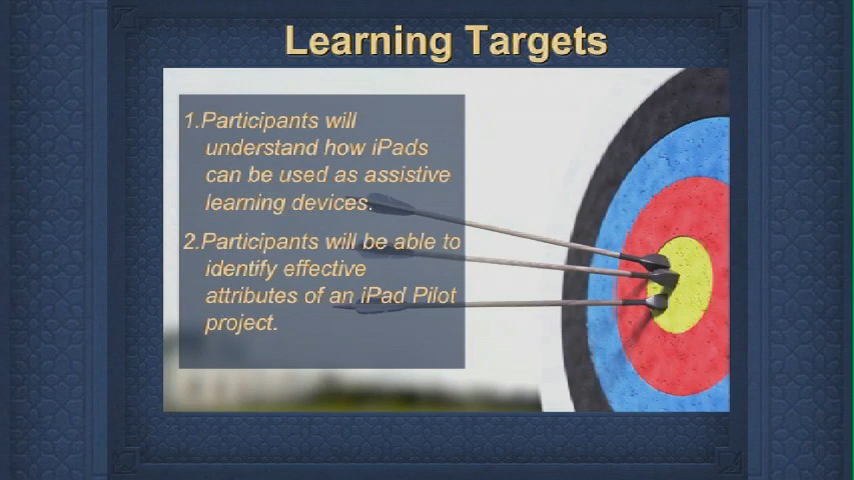 Learning Targets
1.Participants will
understand how iPads
can be used as assistive
learning devices.
2.Participants will be able to
identify effective
attributes of an iPad Pilot
project.